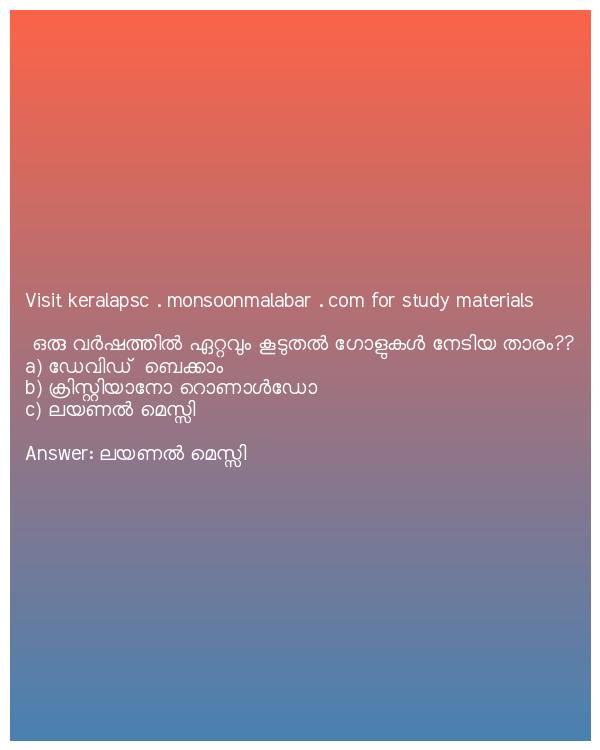 Visit keralapsc . monsoonmalabar . com for study materials
ഒരു വർഷത്തിൽ ഏറ്റവും കൂടുതൽ ഗോളുകൾ നേടിയ താരം??
a) ഡേവിഡ് ബെക്കാം
b) ക്രിസ്റ്റിയാനോ റൊണാൾഡോ
c) ലയണൽ മെസ്സി
Answer: ലയണൽ മെസ്സി